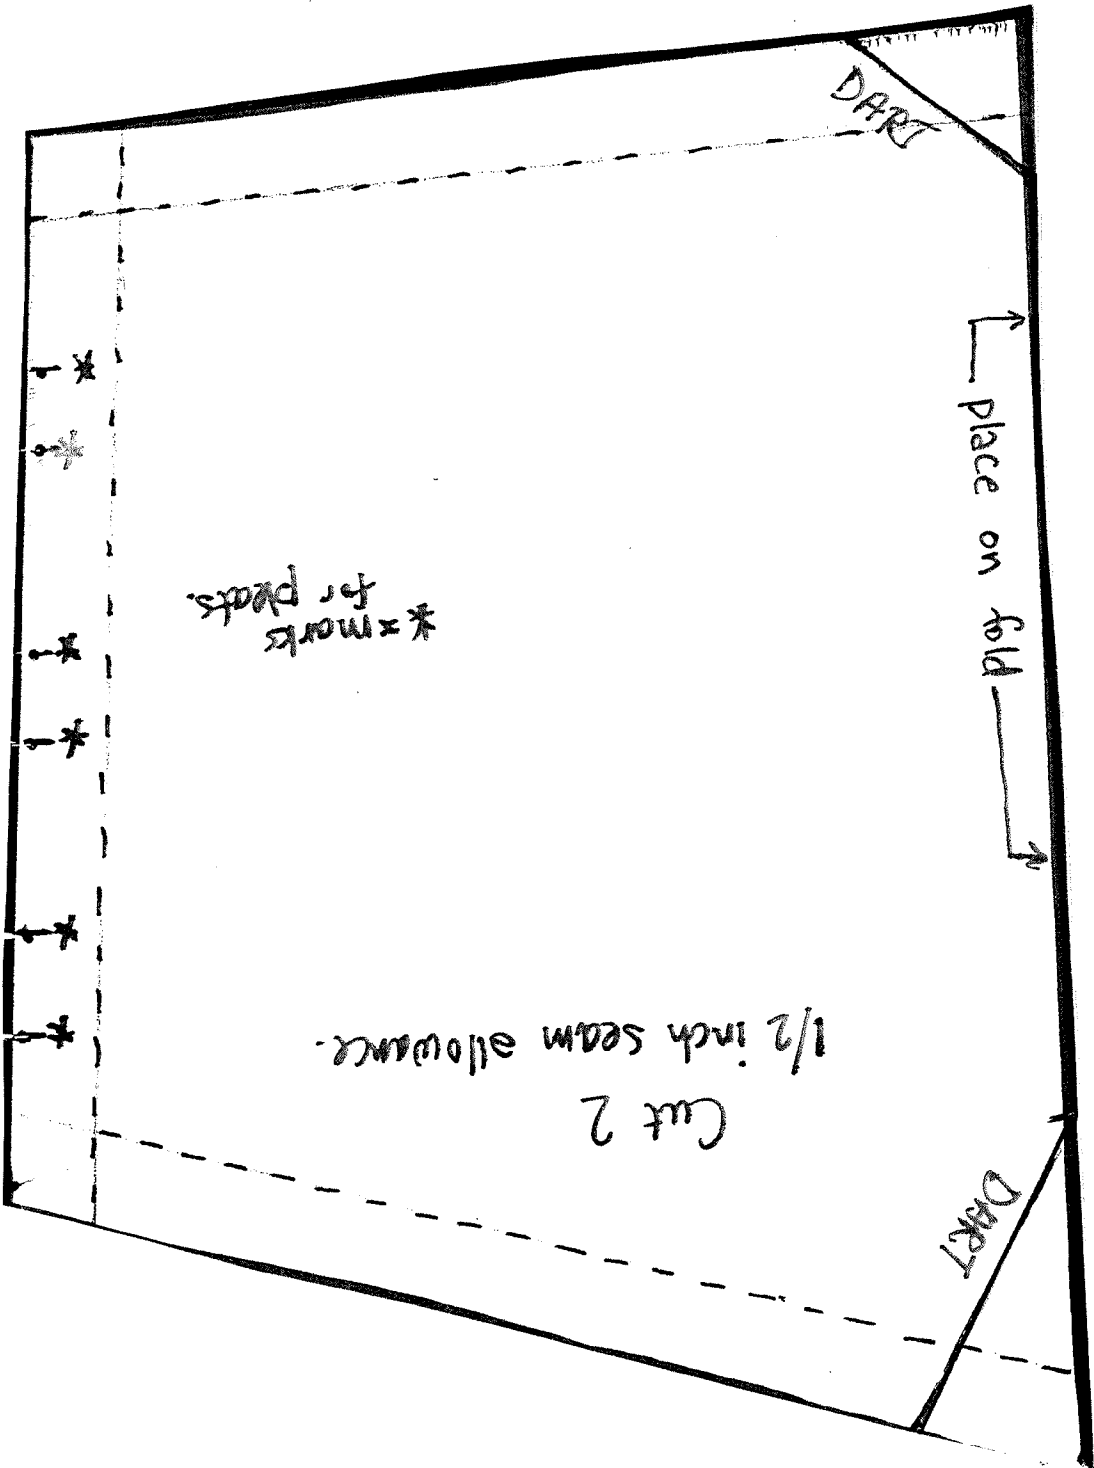 DART
place on fold
* = marks
for pleats.
1/2 inch seam allowance.
Cut 2
DART